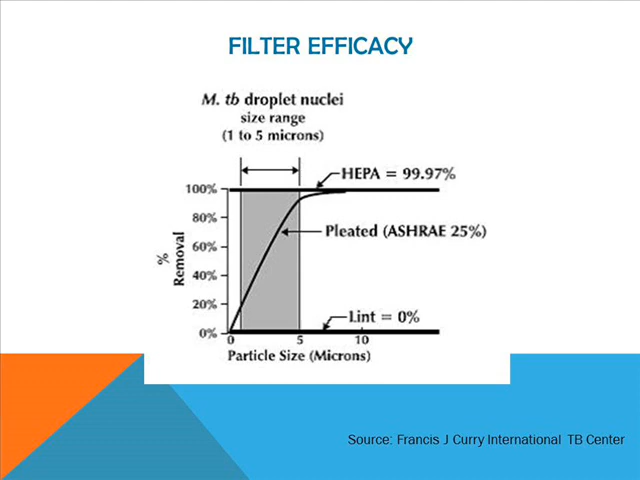 FILTER EFFICACY
M. tb droplet nuclei
size range
(1 to 5 microns)
HEPA = 99.97%
100%
80%
Pleated (ASHRAE 25%)
60%
% Removal
40%
20%
Lint = 0%
0%
0 5 10
Particle Size (Microns)
Source: Francis J Curry International TB Center